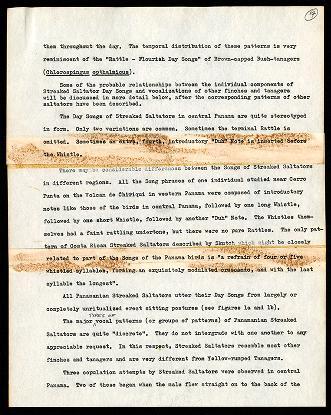 them throughout the day. The temporal distribution of these patterns is very
reminiscent of the "Rattle - Flourish Day Songs" of Brown-capped Bush-tanagers
(Chlorospingus opthalmicus).
Some of the probable relationships between the individual components of
Streaked Saltator Day Songs and vocalizations of other finches and tanagers
will be discussed in more detail below, after the corresponding patterns of other
saltators have been described.
The Day Songs of Streaked Saltators in central Panama are quite stereotyped
in form. Only two variations are common. Sometimes the terminal Rattle is
omitted. Sometimes an extra, fourth, introductory "Duh" Note is inserted before
the Whistle.
There may be considerable differences between the Songs of Streaked Saltators
in different regions. All the Song phrases of one individual studied near Cerro
Punta on the Volcan de Chiriqui in western Panama were composed of introductory
notes like those of the birds in central Panama, followed by one long Whistle,
followed by one short Whistle, followed by another "Duh" Note. The Whistles them-
selves had a faint rattling undertone, but there were no pure Rattles. The only pat-
tern of Costa Rican Streaked Saltators described by Skutch which might be closely
related to part of the Songs of the Panama birds is "a refrain of four or five
whistled syllables, forming an exquisitely modulated crescendo, and with the last
syllable the longest".
All Panamanian Streaked Saltators utter their Day Songs from largely or
completely unritualized erect sitting postures (see figures 1a and 1b).
The major vocal patterns (or groups of patterns) of Panamanian Streaked
Saltators are quite "discrete". They do not intergrade with one another to any
appreciable request. In this respect, Streaked Saltators resemble most other
finches and tanagers and are very different from Yellow-rumped Tanagers.
Three copulation attempts by Streaked Saltators were observed in central
Panama. Two of these began when the male flew straight on to the back of the